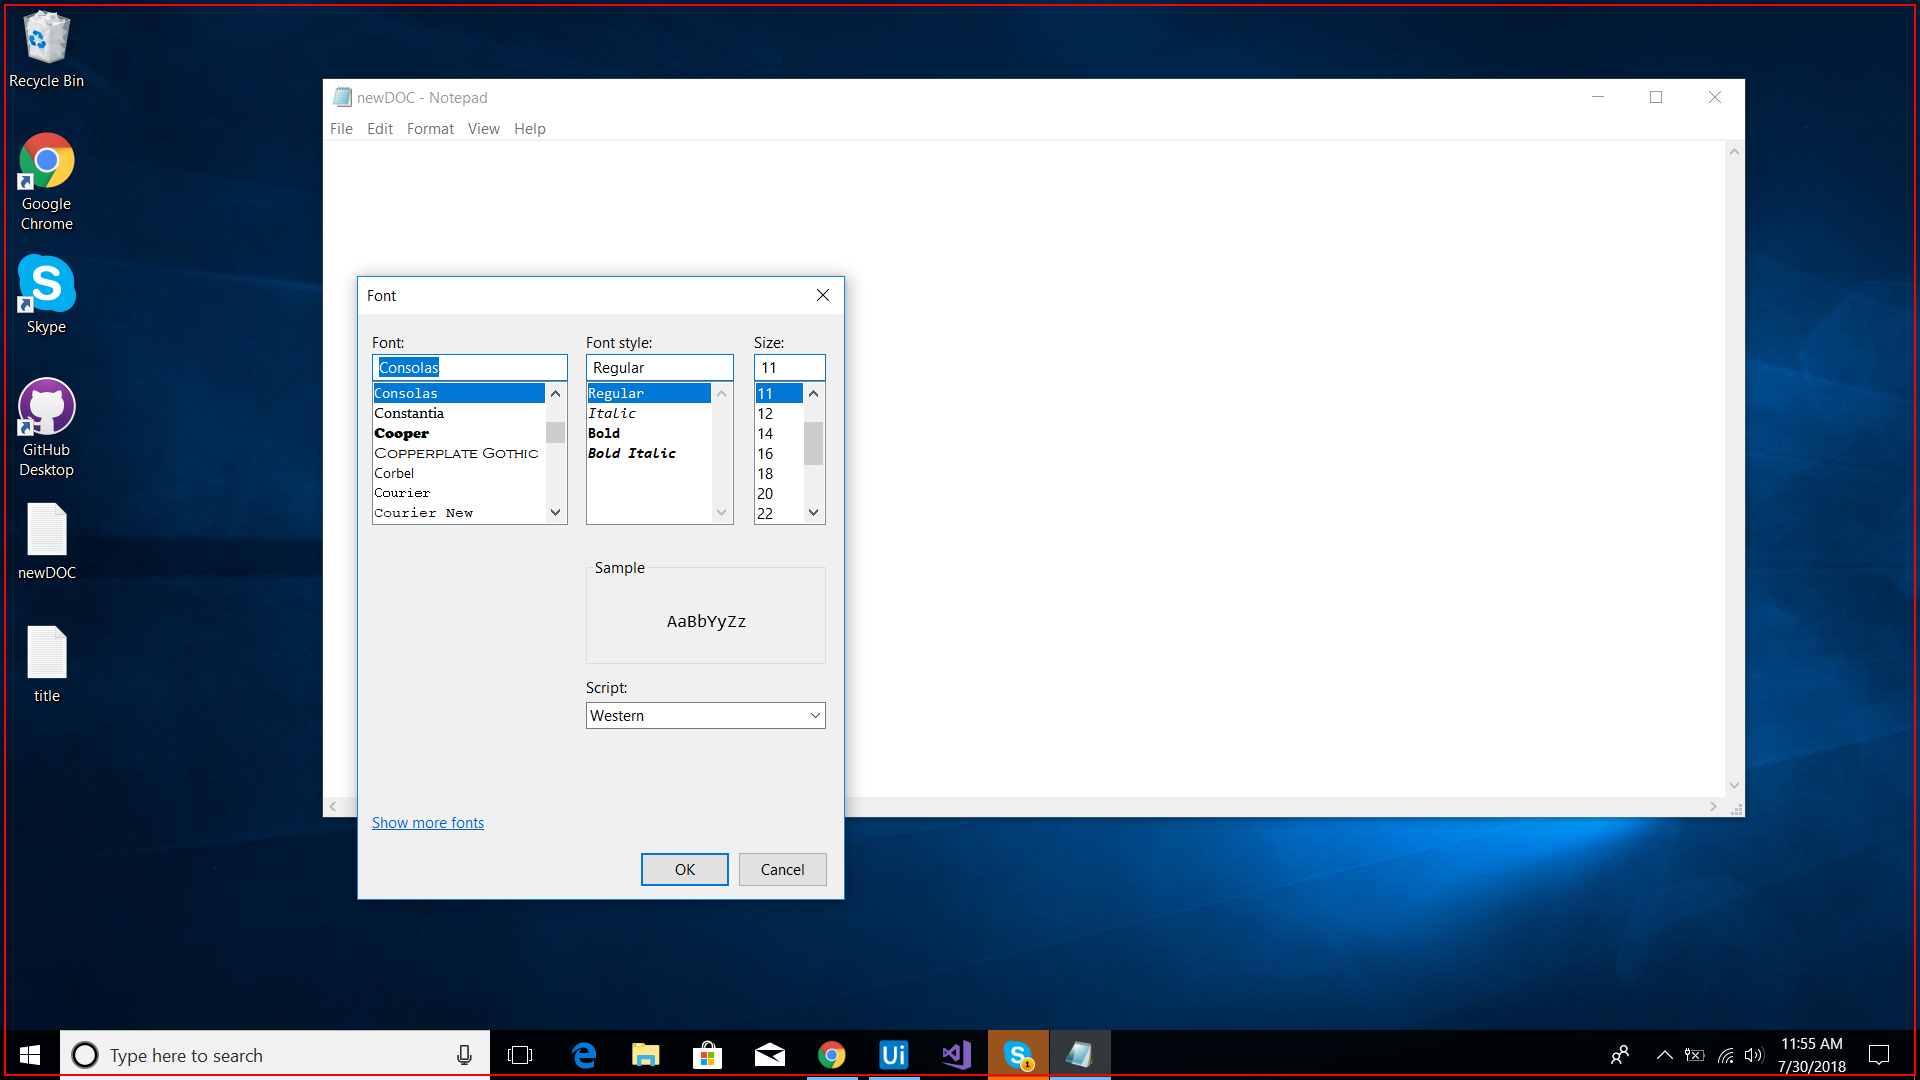 Recycle Bin
Google
Chrome
Skype
GitHub
Desktop
newDOC
title
newDOC - Notepad
File Edit Format View Help
Font
Font:
Consolas
Consolas
Constantia
Cooper
Copperplate Gothic
Corbel
Courier
Courier New
Font style:
Regular
Regular
Italic
Bold
Bold Italic
Size:
11
11
12
14
16
18
20
22
Sample
AaBbYyZz
Script:
Western
Show more fonts
OK Cancel
Type here to search
Ui
1
11:55 AM
7/30/2018